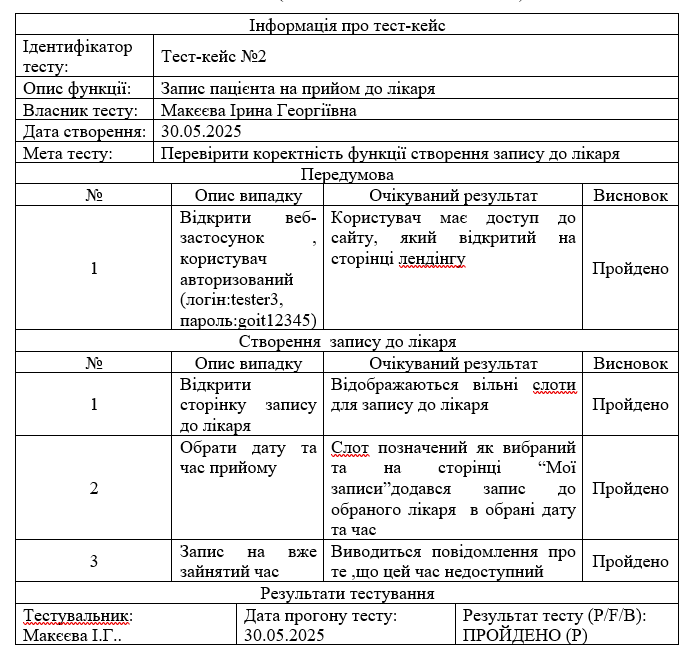 Інформація про тест-кейс
Ідентифікатор
тесту:
Тест-кейс №2
Опис функції:
Запис пацієнта на прийом до лікаря
Власник тесту:
Макєєва Ірина Георгіївна
Дата створення:
30.05.2025
Мета тесту:
Перевірити коректність функції створення запису до лікаря
Передумова
№
Опис випадку
Очікуваний результат
Висновок
1
Відкрити веб-
застосунок ,
користувач
авторизований
(логін:tester3,
пароль:goit12345)
Користувач має доступ до
сайту, який відкритий на
сторінці лендінгу
Пройдено
Створення запису до лікаря
№
Опис випадку
Очікуваний результат
Висновок
1
Відкрити
сторінку запису
до лікаря
Відображаються вільні слоти
для запису до лікаря
Пройдено
2
Обрати дату та
час прийому
Слот позначений як вибраний
та на сторінці “Мої
записи”додався запис до
обраного лікаря в обрані дату
та час
Пройдено
3
Запис на вже
зайнятий час
Виводиться повідомлення про
те ,що цей час недоступний
Пройдено
Результати тестування
Тестувальник:
Макєєва І.Г..
Дата прогону тесту:
30.05.2025
Результат тесту (P/F/B):
ПРОЙДЕНО (P)